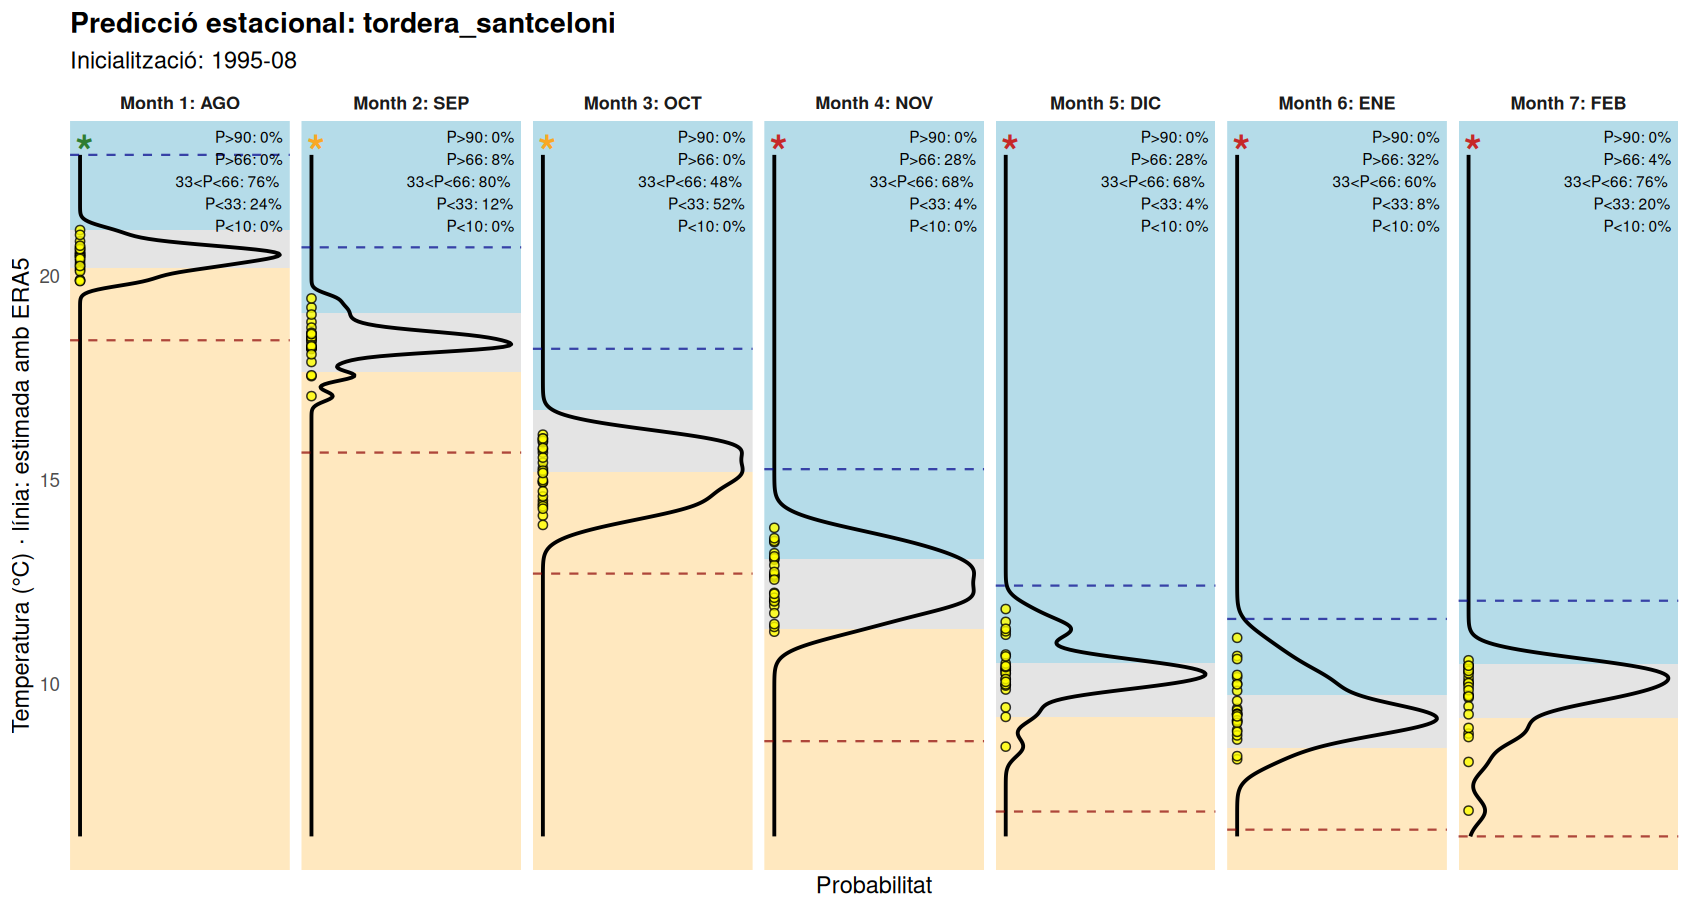 Predicció estacional: tordera_santceloni
Inicialització: 1995-08
Month 1: AGO
Month 2: SEP
Month 3: OCT
Month 4: NOV
Month 5: DIC
Month 6: ENE
Month 7: FEB
*
P>90: 0%
P>66: 0%
33<P<66: 76%
P<33: 24%
P<10: 0%
*
P>90: 0%
P>66: 8%
33<P<66: 80%
P<33: 12%
P<10: 0%
*
P>90: 0%
P>66: 0%
33<P<66: 48%
P<33: 52%
P<10: 0%
*
P>90: 0%
P>66: 28%
33<P<66: 68%
P<33: 4%
P<10: 0%
*
P>90: 0%
P>66: 28%
33<P<66: 68%
P<33: 4%
P<10: 0%
*
P>90: 0%
P>66: 32%
33<P<66: 60%
P<33: 8%
P<10: 0%
*
P>90: 0%
P>66: 4%
33<P<66: 76%
P<33: 20%
P<10: 0%
Temperatura (°C) · línia: estimada amb ERA5
20
15
10
Probabilitat